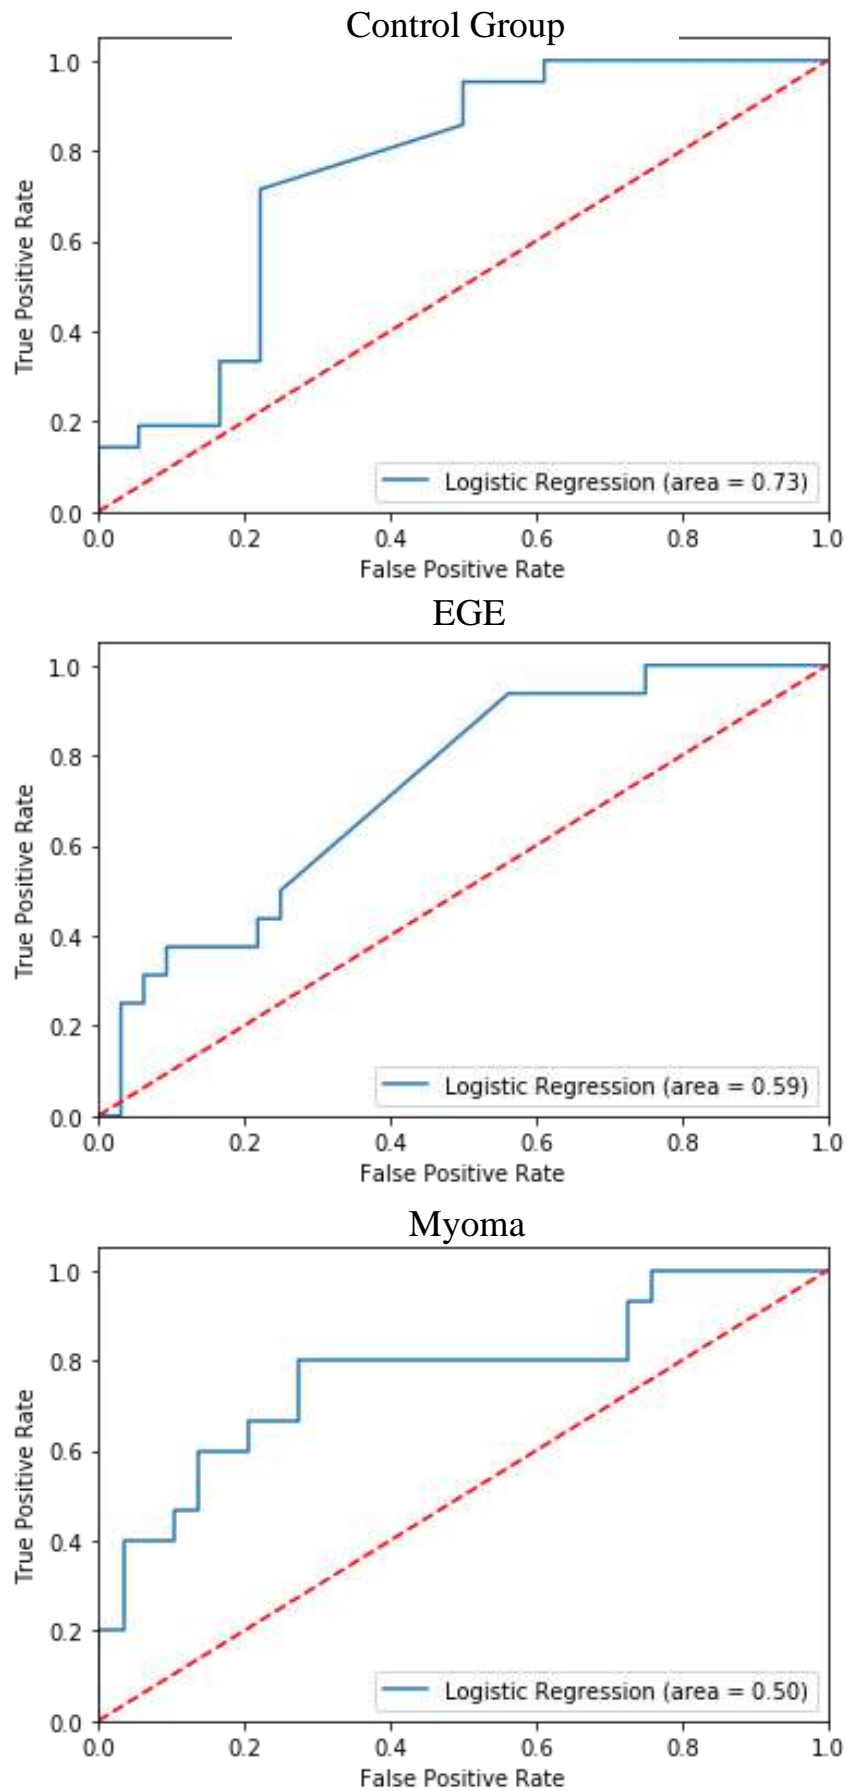 Control Group
1.0
0.8
0.6
0.4
0.2
0.0
True Positive Rate
Logistic Regression (area = 0.73)
0.0 0.2 0.4 0.6 0.8 1.0
False Positive Rate
EGE
1.0
0.8
0.6
0.4
0.2
0.0
True Positive Rate
Logistic Regression (area = 0.59)
0.0 0.2 0.4 0.6 0.8 1.0
False Positive Rate
Myoma
1.0
0.8
0.6
0.4
0.2
0.0
True Positive Rate
Logistic Regression (area = 0.50)
0.0 0.2 0.4 0.6 0.8 1.0
False Positive Rate